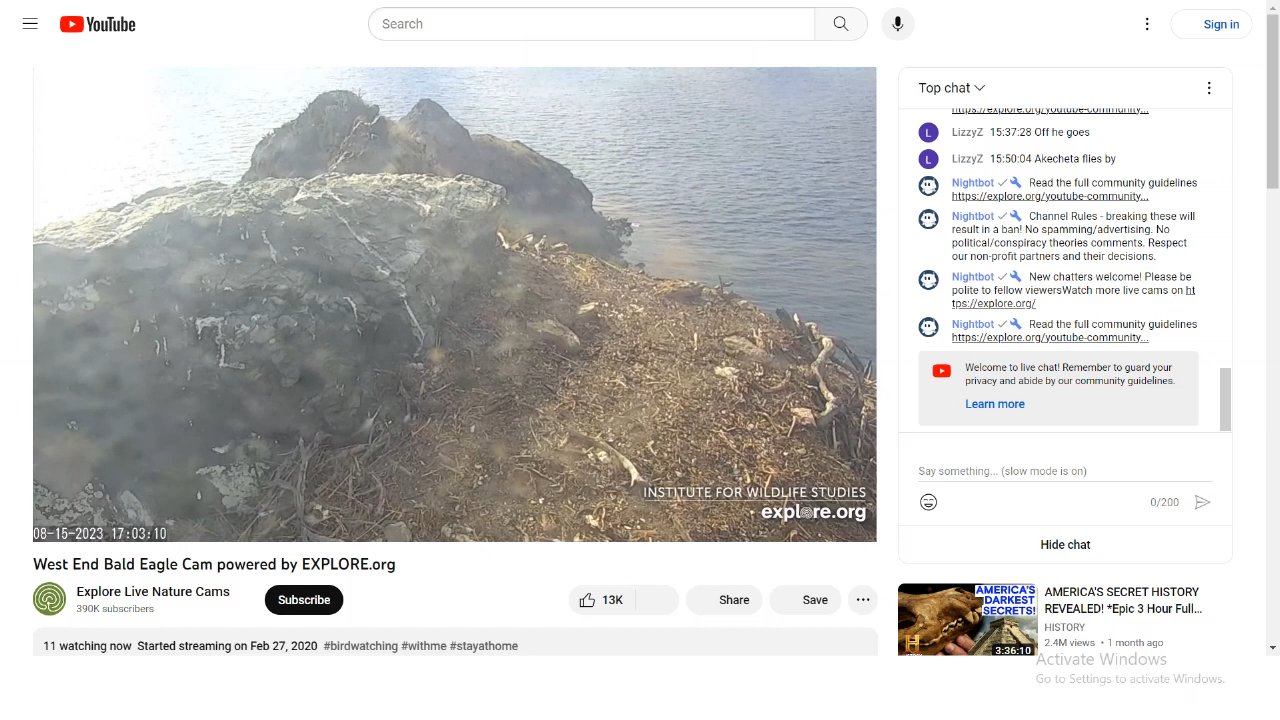 YouTube
Search
Sign in
Top chat
https://explore.org/youtube-community...
LizzyZ 15:37:28 Off he goes
LizzyZ 15:50:04 Akecheta flies by
Nightbot Read the full community guidelines
https://explore.org/youtube-community...
Nightbot Channel Rules - breaking these will
result in a ban! No spamming/advertising. No
political/conspiracy theories comments. Respect
our non-profit partners and their decisions.
Nightbot New chatters welcome! Please be
polite to fellow viewersWatch more live cams on ht
tps://explore.org/
Nightbot Read the full community guidelines
https://explore.org/youtube-community...
Welcome to live chat! Remember to guard your
privacy and abide by our community guidelines.
Learn more
Say something... (slow mode is on)
0/200
Hide chat
INSTITUTE FOR WILDLIFE STUDIES
explore.org
08-15-2023 17:03:10
West End Bald Eagle Cam powered by EXPLORE.org
Explore Live Nature Cams
390K subscribers
Subscribe
13K
Share
Save
11 watching now Started streaming on Feb 27, 2020 #birdwatching #withme #stayathome
AMERICA'S
DARKEST
SECRETS!
H
HISTORY
3:36:10
AMERICA'S SECRET HISTORY
REVEALED! *Epic 3 Hour Full...
HISTORY
2.4M views • 1 month ago
Activate Windows
Go to Settings to activate Windows.